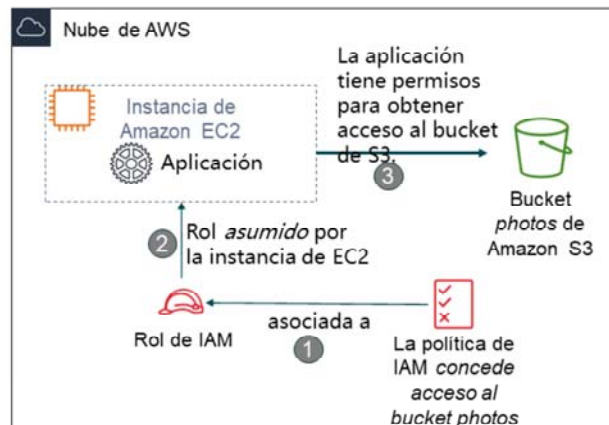 Nube de AWS
Instancia de
Amazon EC2
Aplicación
La aplicación
tiene permisos
para obtener
acceso al bucket
de S3.
3
Bucket
photos de
Amazon S3
2
Rol asumido por
la instancia de EC2
Rol de IAM
asociada a
1
La política de
IAM concede
acceso al
bucket photos